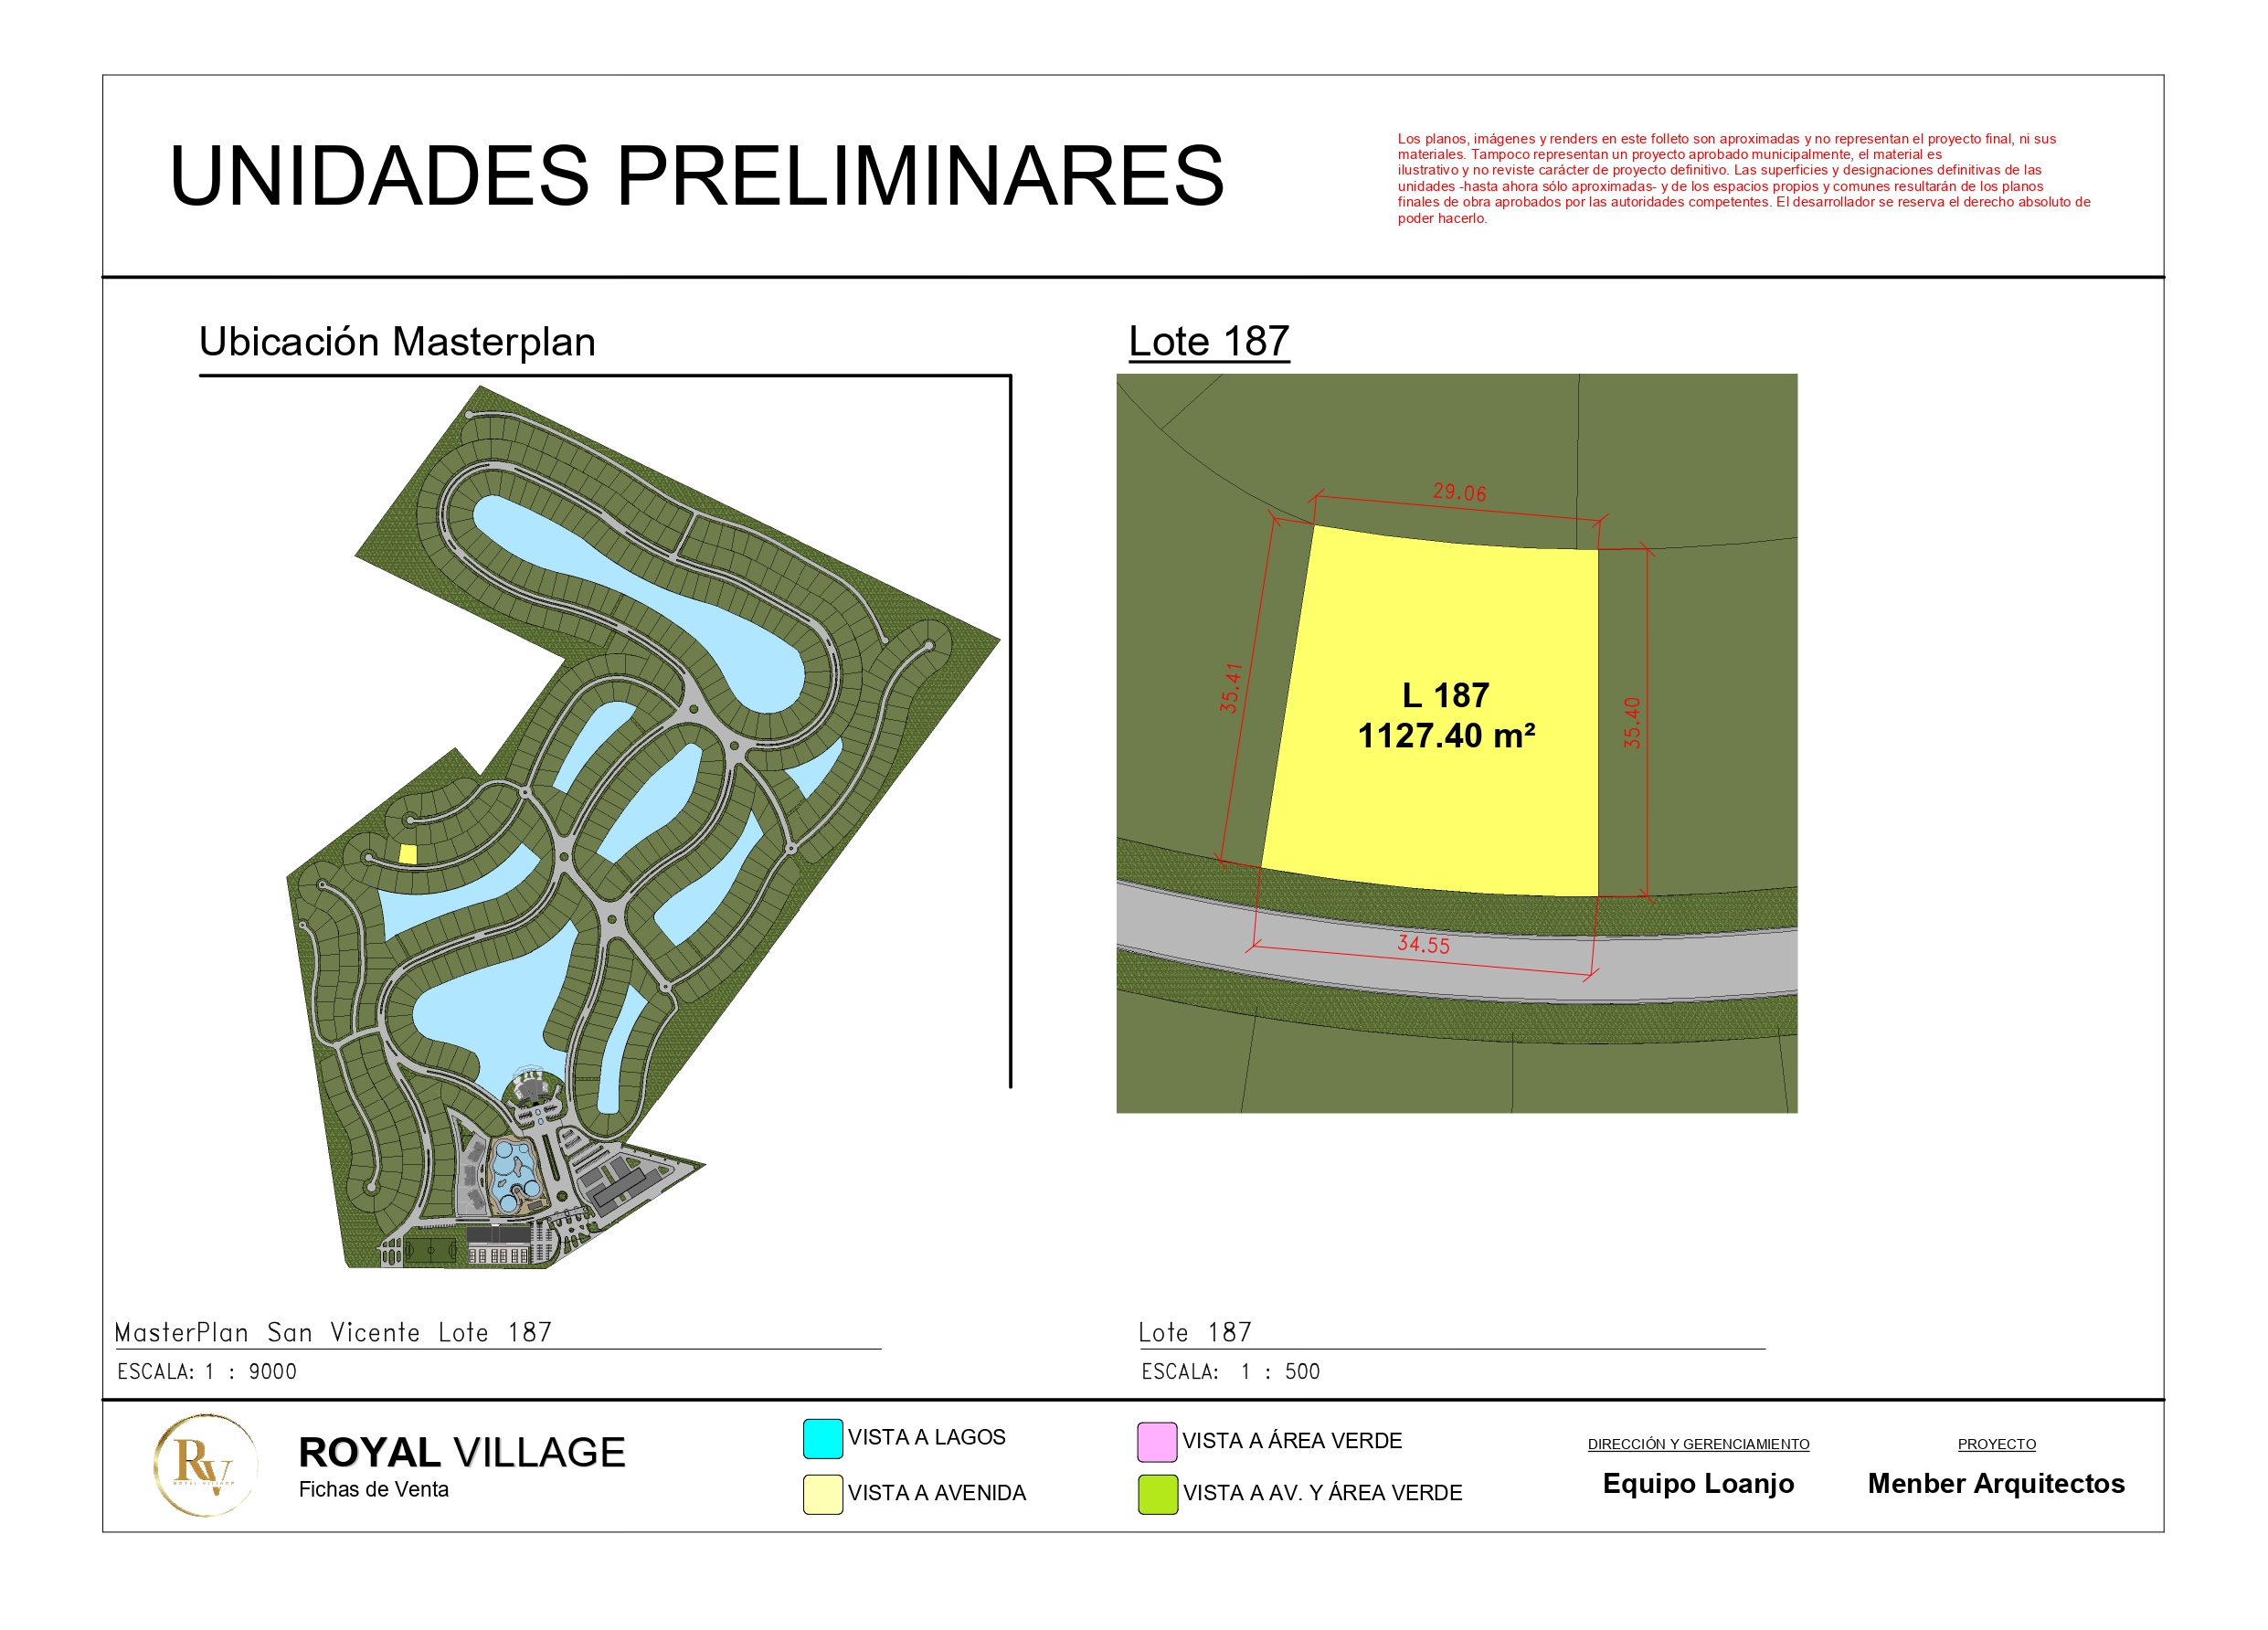 UNIDADES PRELIMINARES
Los planos, imágenes y renders en este folleto son aproximadas y no representan el proyecto final, ni sus
materiales. Tampoco representan un proyecto aprobado municipalmente, el material es
ilustrativo y no reviste carácter de proyecto definitivo. Las superficies y designaciones definitivas de las
unidades -hasta ahora sólo aproximadas- y de los espacios propios y comunes resultarán de los planos
finales de obra aprobados por las autoridades competentes. El desarrollador se reserva el derecho absoluto de
poder hacerlo.
Ubicación Masterplan
Lote 187
29.06
35.41
L 187
1127.40 m²
35.40
34.55
MasterPlan San Vicente Lote 187
ESCALA: 1 : 9000
Lote 187
ESCALA: 1 : 500
RV
ROYAL VILLAGE
ROYAL VILLAGE
Fichas de Venta
VISTA A LAGOS
VISTA A AVENIDA
VISTA A ÁREA VERDE
VISTA A AV. Y ÁREA VERDE
DIRECCIÓN Y GERENCIAMIENTO
Equipo Loanjo
PROYECTO
Menber Arquitectos